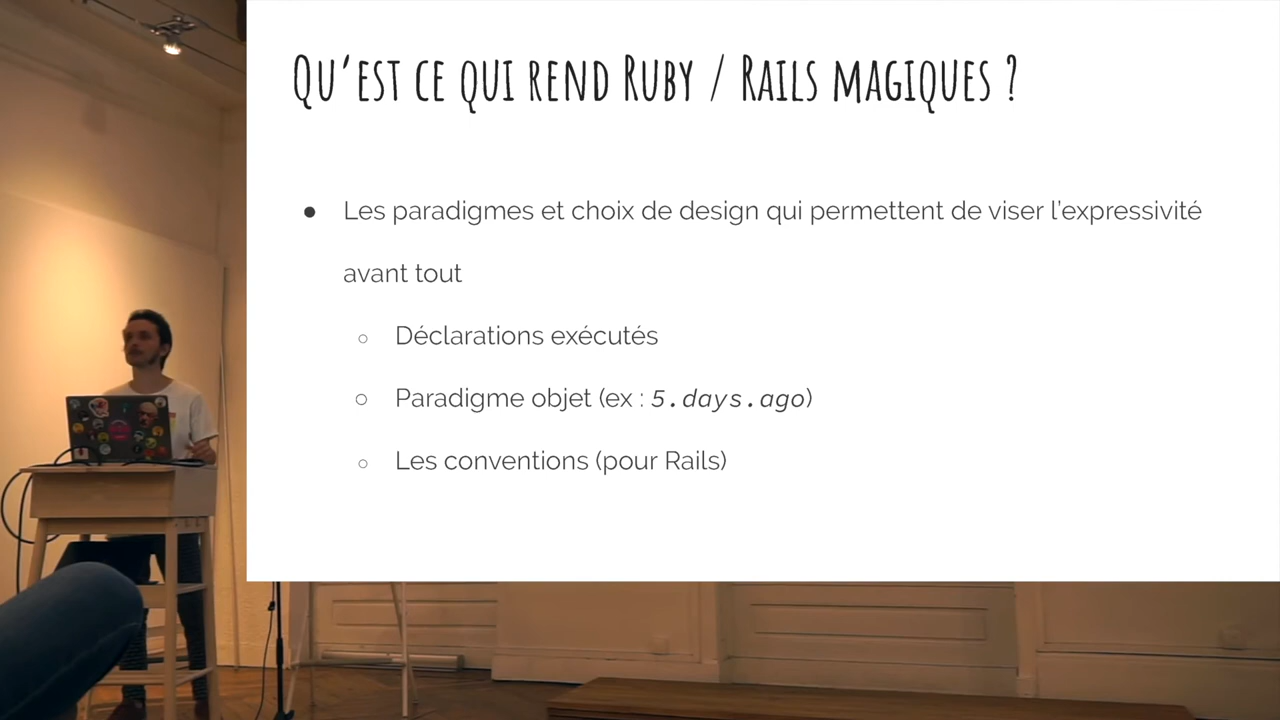 Qu’est ce qui rend Ruby / Rails magiques ?
● Les paradigmes et choix de design qui permettent de viser l'expressivité
avant tout
○ Déclarations exécutés
○ Paradigme objet (ex : 5.days.ago)
○ Les conventions (pour Rails)